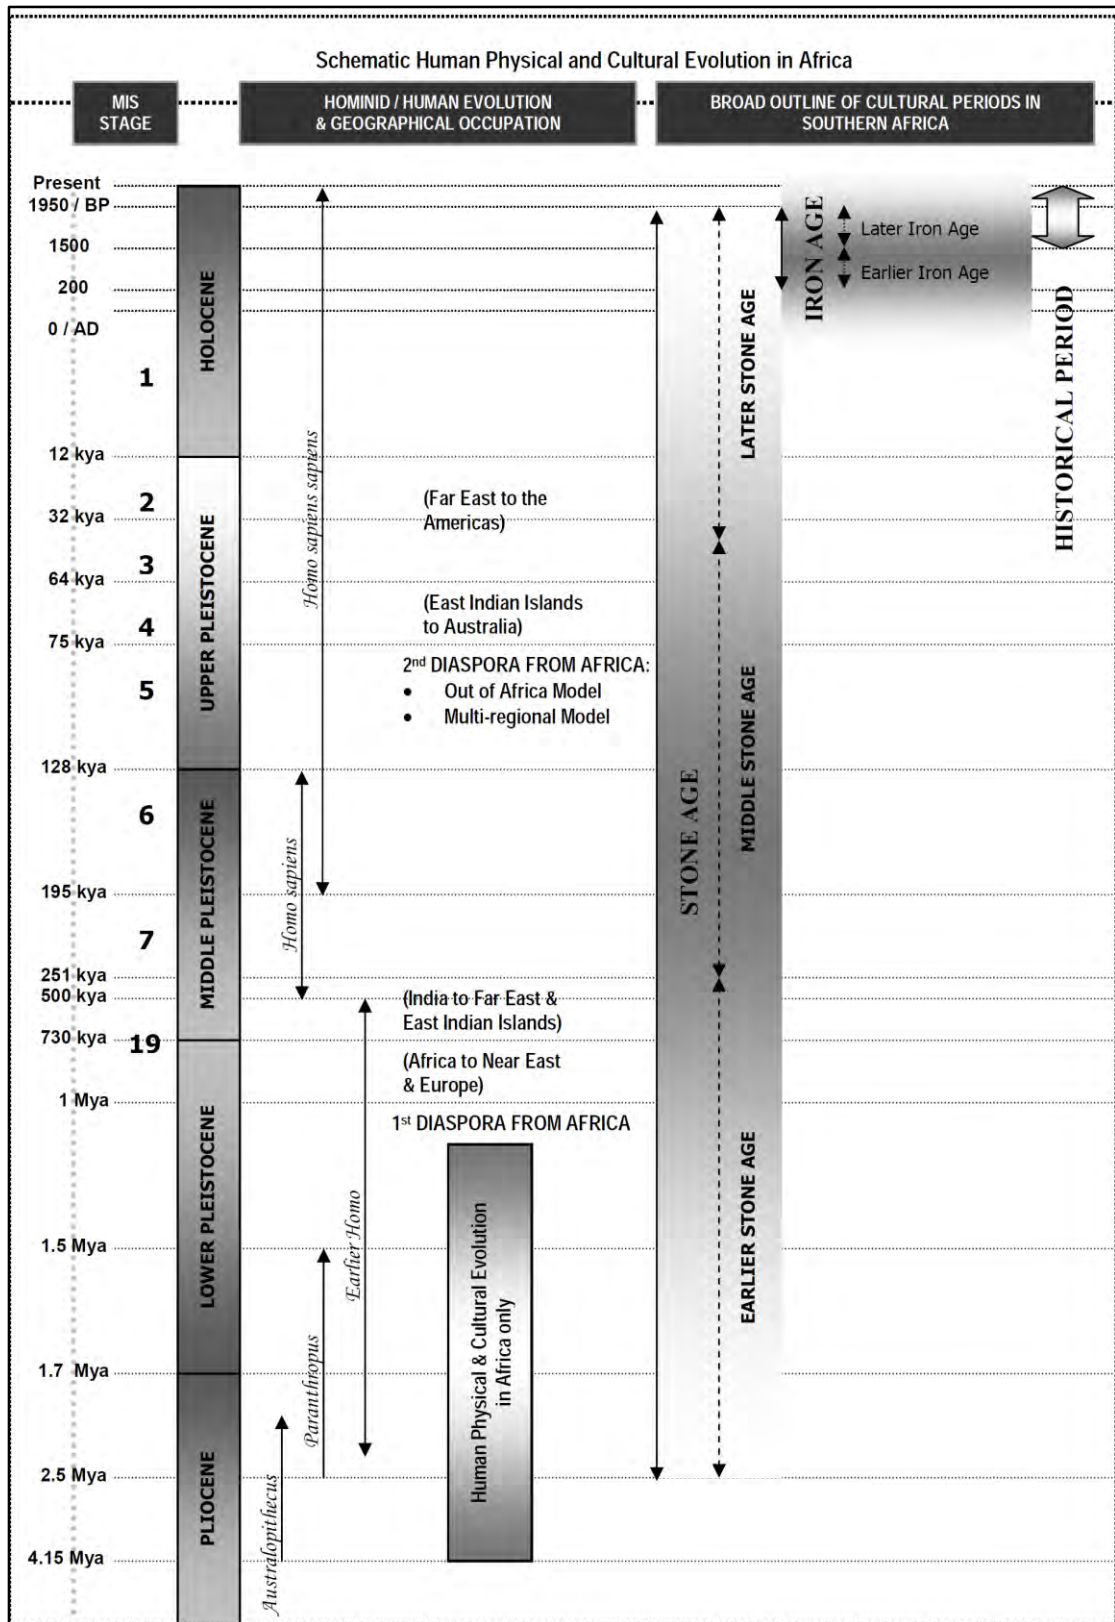 Schematic Human Physical and Cultural Evolution in Africa
MIS
STAGE
HOMINID / HUMAN EVOLUTION
& GEOGRAPHICAL OCCUPATION
BROAD OUTLINE OF CULTURAL PERIODS IN
SOUTHERN AFRICA
Present
1950 / BP
1500
200
0 / AD
12 kya
32 kya
64 kya
75 kya
128 kya
195 kya
251 kya
500 kya
730 kya
1 Mya
1.5 Mya
1.7 Mya
2.5 Mya
4.15 Mya
1
2
3
4
5
6
7
19
HOLOCENE
UPPER PLEISTOCENE
MIDDLE PLEISTOCENE
LOWER PLEISTOCENE
PLIOCENE
Homo sapiens sapiens
Homo sapiens
Earlier Homo
Paranthropus
Australopithecus
(Far East to the
Americas)
(East Indian Islands
to Australia)
2nd DIASPORA FROM AFRICA:
• Out of Africa Model
• Multi-regional Model
(India to Far East &
East Indian Islands)
(Africa to Near East
& Europe)
1st DIASPORA FROM AFRICA
Human Physical & Cultural Evolution
in Africa only
STONE AGE
LATER STONE AGE
MIDDLE STONE AGE
EARLIER STONE AGE
IRON AGE
Later Iron Age
Earlier Iron Age
HISTORICAL PERIOD